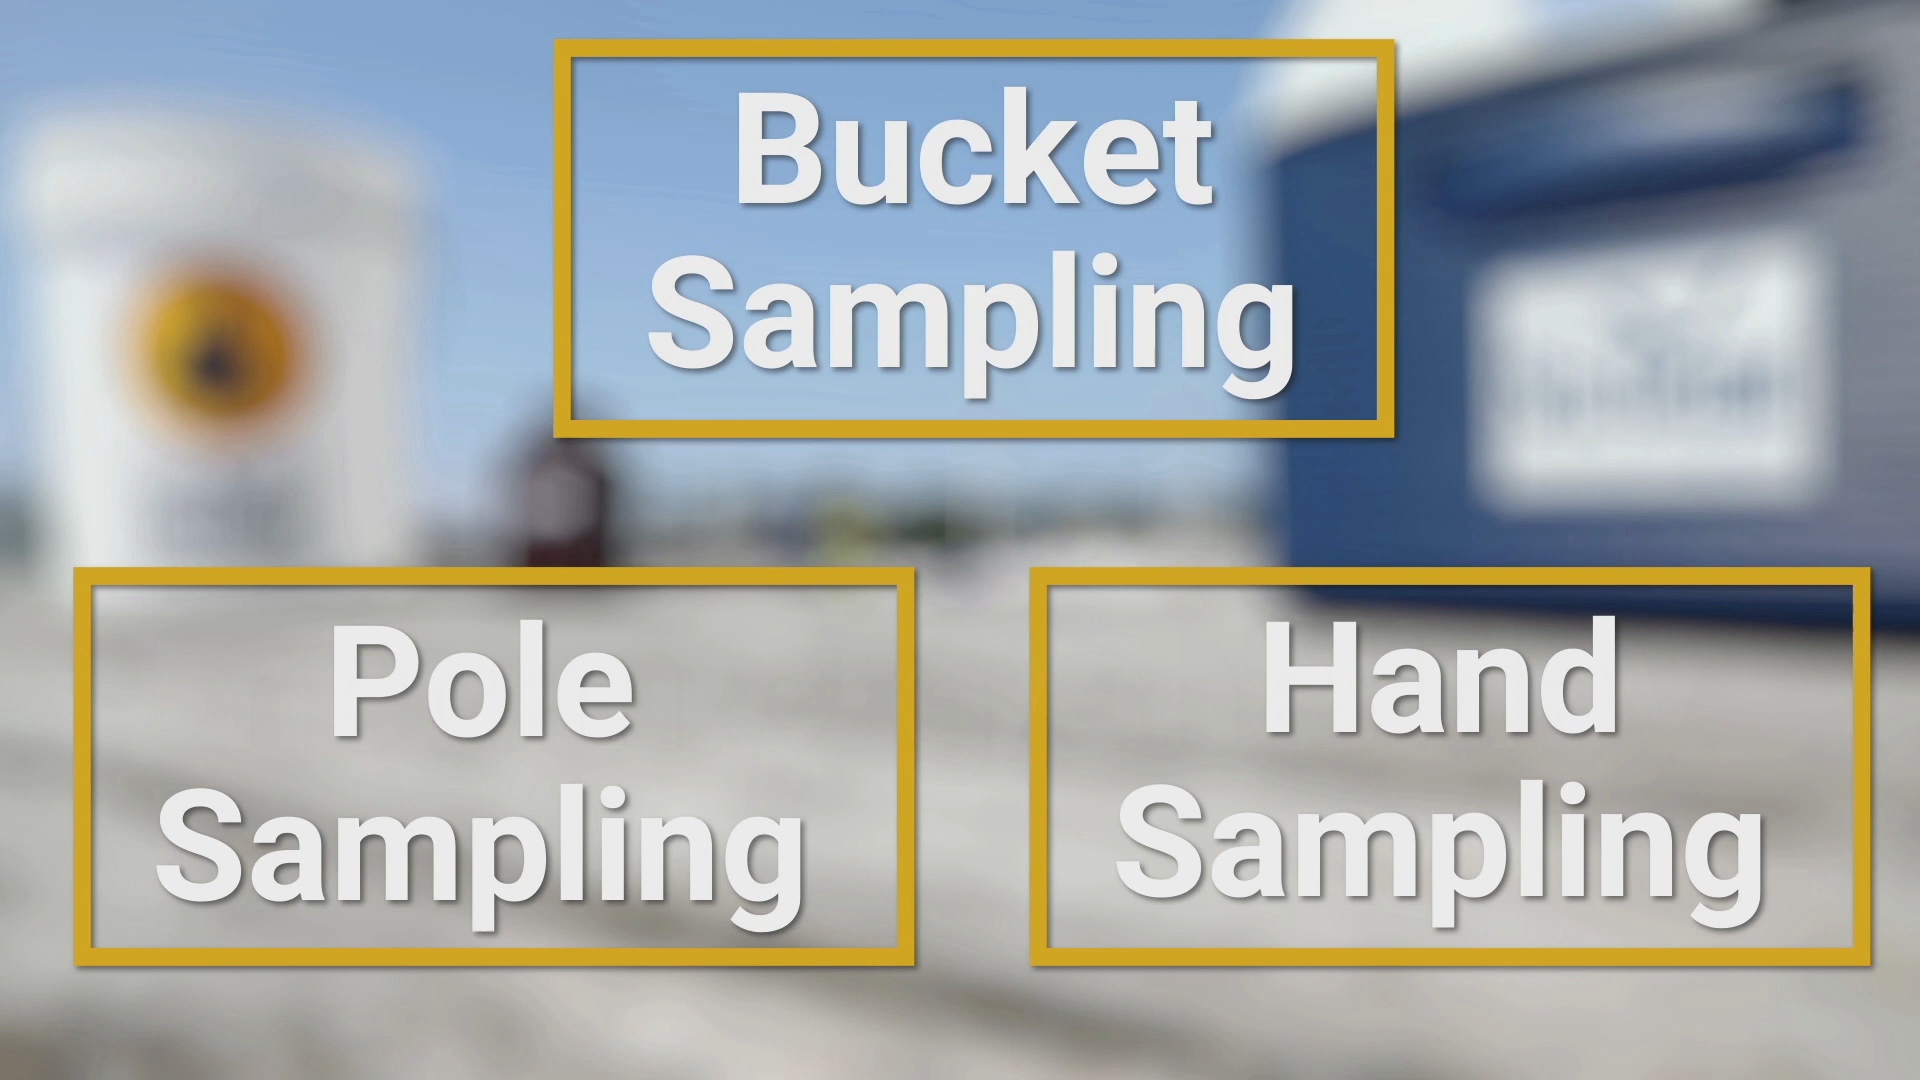 Bucket
Sampling
Pole
Sampling
Hand
Sampling